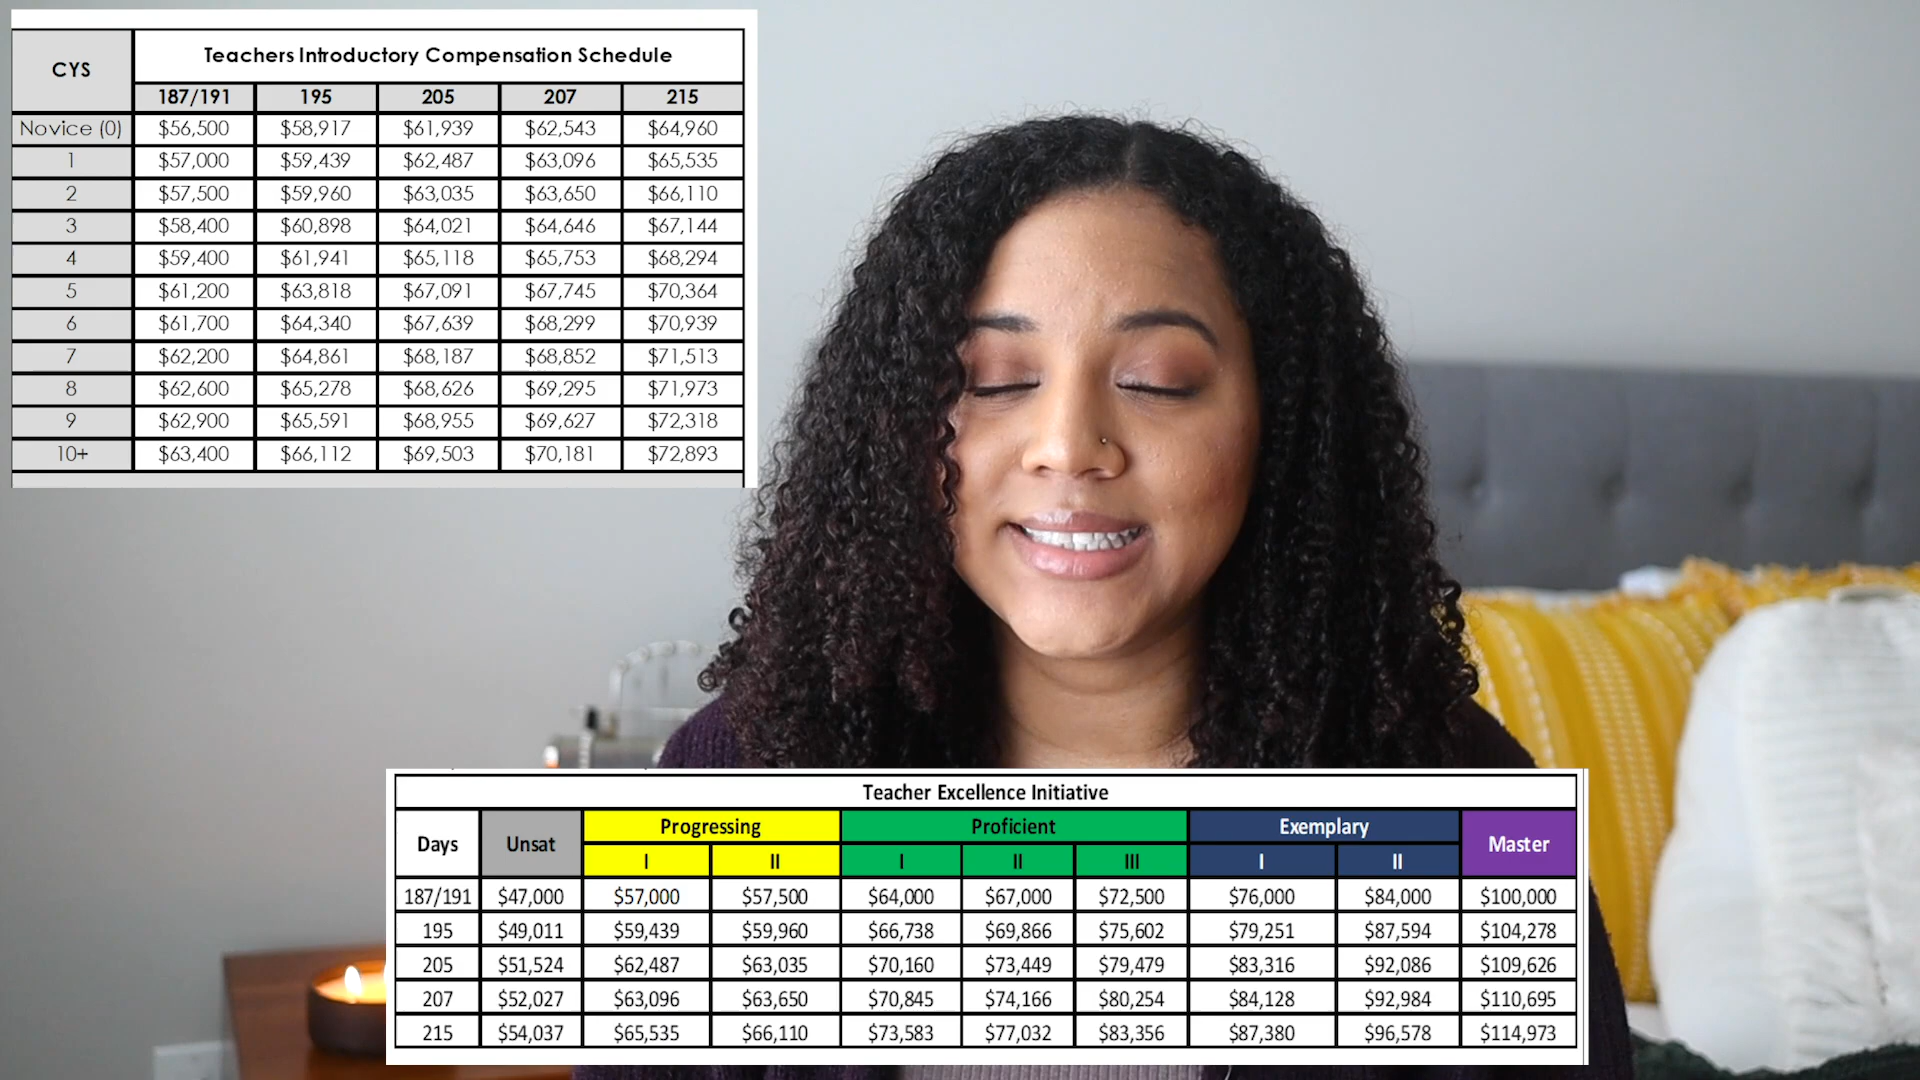 Teachers Introductory Compensation Schedule
CYS
187/191 195 205 207 215
Novice (0) $56,500 $58,917 $61,939 $62,543 $64,960
1 $57,000 $59,439 $62,487 $63,096 $65,535
2 $57,500 $59,960 $63,035 $63,650 $66,110
3 $58,400 $60,898 $64,021 $64,646 $67,144
4 $59,400 $61,941 $65,118 $65,753 $68,294
5 $61,200 $63,818 $67,091 $67,745 $70,364
6 $61,700 $64,340 $67,639 $68,299 $70,939
7 $62,200 $64,861 $68,187 $68,852 $71,513
8 $62,600 $65,278 $68,626 $69,295 $71,973
9 $62,900 $65,591 $68,955 $69,627 $72,318
10+ $63,400 $66,112 $69,503 $70,181 $72,893
Teacher Excellence Initiative
Progressing Proficient Exemplary
Days Unsat Master
I II I II III I II
187/191 $47,000 $57,000 $57,500 $64,000 $67,000 $72,500 $76,000 $84,000 $100,000
195 $49,011 $59,439 $59,960 $66,738 $69,866 $75,602 $79,251 $87,594 $104,278
205 $51,524 $62,487 $63,035 $70,160 $73,449 $79,479 $83,316 $92,086 $109,626
207 $52,027 $63,096 $63,650 $70,845 $74,166 $80,254 $84,128 $92,984 $110,695
215 $54,037 $65,535 $66,110 $73,583 $77,032 $83,356 $87,380 $96,578 $114,973